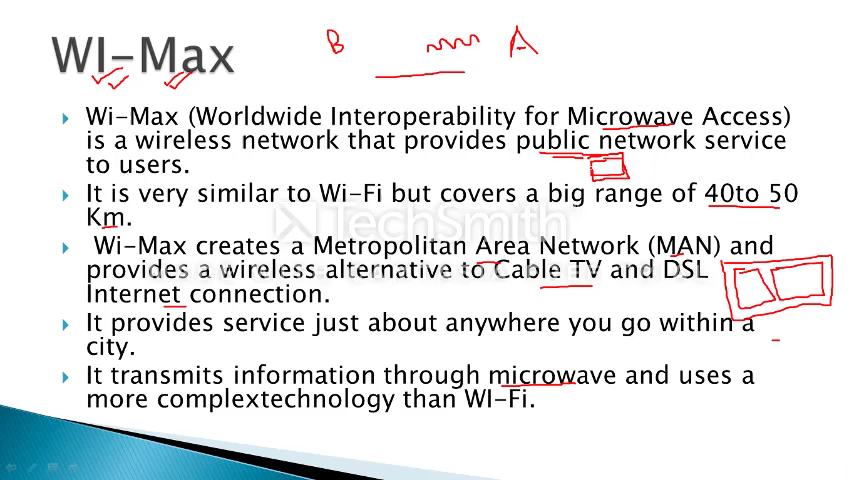 WI-Max
B A
Wi-Max (Worldwide Interoperability for Microwave Access)
is a wireless network that provides public network service
to users.
It is very similar to Wi-Fi but covers a big range of 40to 50
Km.
TechSmith
Wi-Max creates a Metropolitan Area Network (MAN) and
provides a wireless alternative to Cable TV and DSL
Internet connection.
It provides service just about anywhere you go within a
city.
It transmits information through microwave and uses a
more complextechnology than WI-Fi.